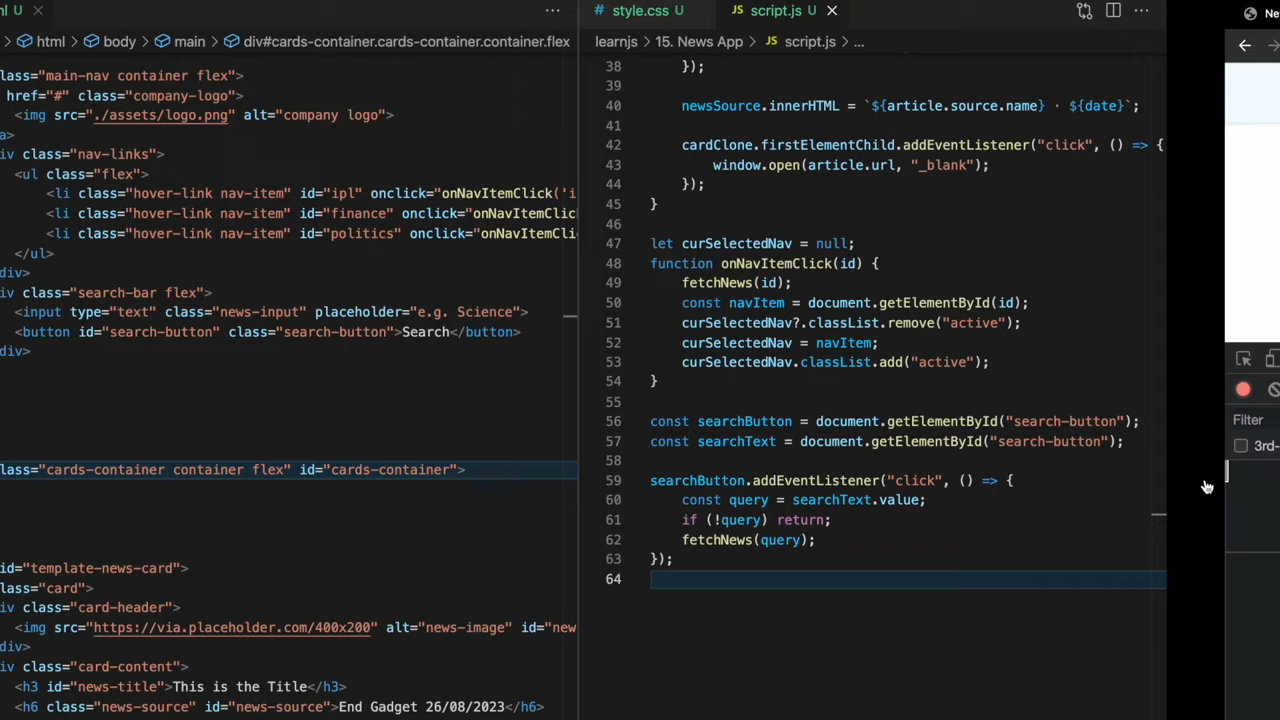 ml U
html > body > main > div#cards-container.cards-container.container.flex
lass="main-nav container flex">
href="#" class="company-logo">
<img src="./assets/logo.png" alt="company logo">
a>
iv class="nav-links">
<ul class="flex">
<li class="hover-link nav-item" id="ipl" onclick="onNavItemClick('i
<li class="hover-link nav-item" id="finance" onclick="onNavItemClic
<li class="hover-link nav-item" id="politics" onclick="onNavItemCli
</ul>
div>
iv class="search-bar flex">
<input type="text" class="news-input" placeholder="e.g. Science">
<button id="search-button" class="search-button">Search</button>
div>
lass="cards-container container flex" id="cards-container">
id="template-news-card">
lass="card">
iv class="card-header">
<img src="https://via.placeholder.com/400x200" alt="news-image" id="new
div>
iv class="card-content">
<h3 id="news-title">This is the Title</h3>
<h6 class="news-source" id="news-source">End Gadget 26/08/2023</h6>
# style.css U
JS script.js U
learnjs > 15. News App > JS script.js > ...
38 });
39
40 newsSource.innerHTML = `${article.source.name} · ${date}`;
41
42 cardClone.firstElementChild.addEventListener("click", () => {
43 window.open(article.url, "_blank");
44 });
45 }
46
47 let curSelectedNav = null;
48 function onNavItemClick(id) {
49 fetchNews(id);
50 const navItem = document.getElementById(id);
51 curSelectedNav?.classList.remove("active");
52 curSelectedNav = navItem;
53 curSelectedNav.classList.add("active");
54 }
55
56 const searchButton = document.getElementById("search-button");
57 const searchText = document.getElementById("search-button");
58
59 searchButton.addEventListener("click", () => {
60 const query = searchText.value;
61 if (!query) return;
62 fetchNews(query);
63 });
64
Ne
Filter
3rd-